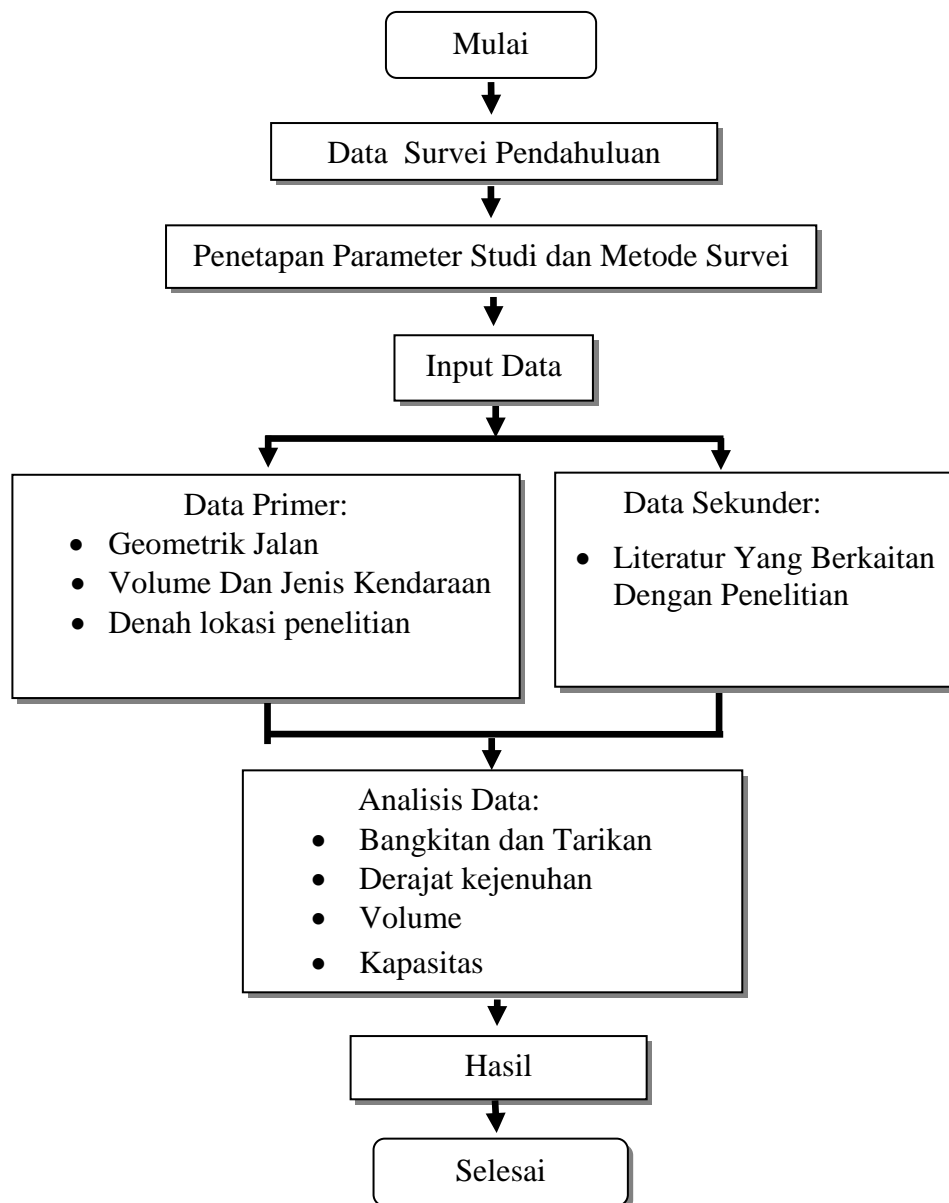 Mulai
Data Survei Pendahuluan
Penetapan Parameter Studi dan Metode Survei
Input Data
Data Primer:
• Geometrik Jalan
• Volume Dan Jenis Kendaraan
• Denah lokasi penelitian
Data Sekunder:
• Literatur Yang Berkaitan
Dengan Penelitian
Analisis Data:
• Bangkitan dan Tarikan
• Derajat kejenuhan
• Volume
• Kapasitas
Hasil
Selesai